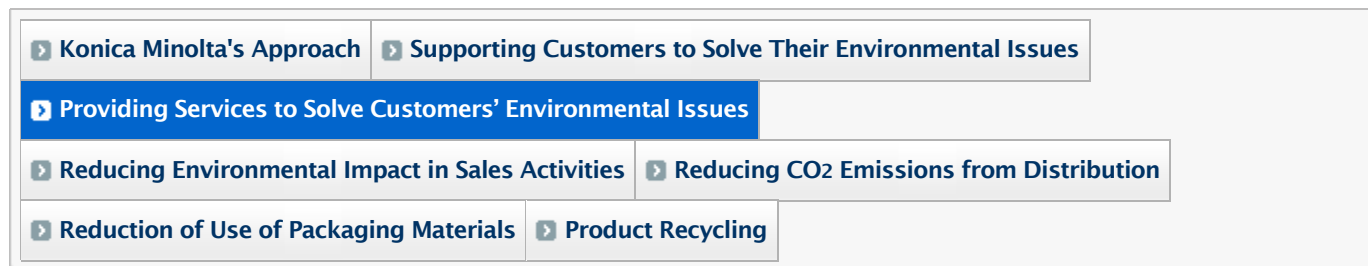 Konica Minolta's Approach Supporting Customers to Solve Their Environmental Issues
Providing Services to Solve Customers’ Environmental Issues
Reducing Environmental Impact in Sales Activities Reducing CO2 Emissions from Distribution
Reduction of Use of Packaging Materials Product Recycling